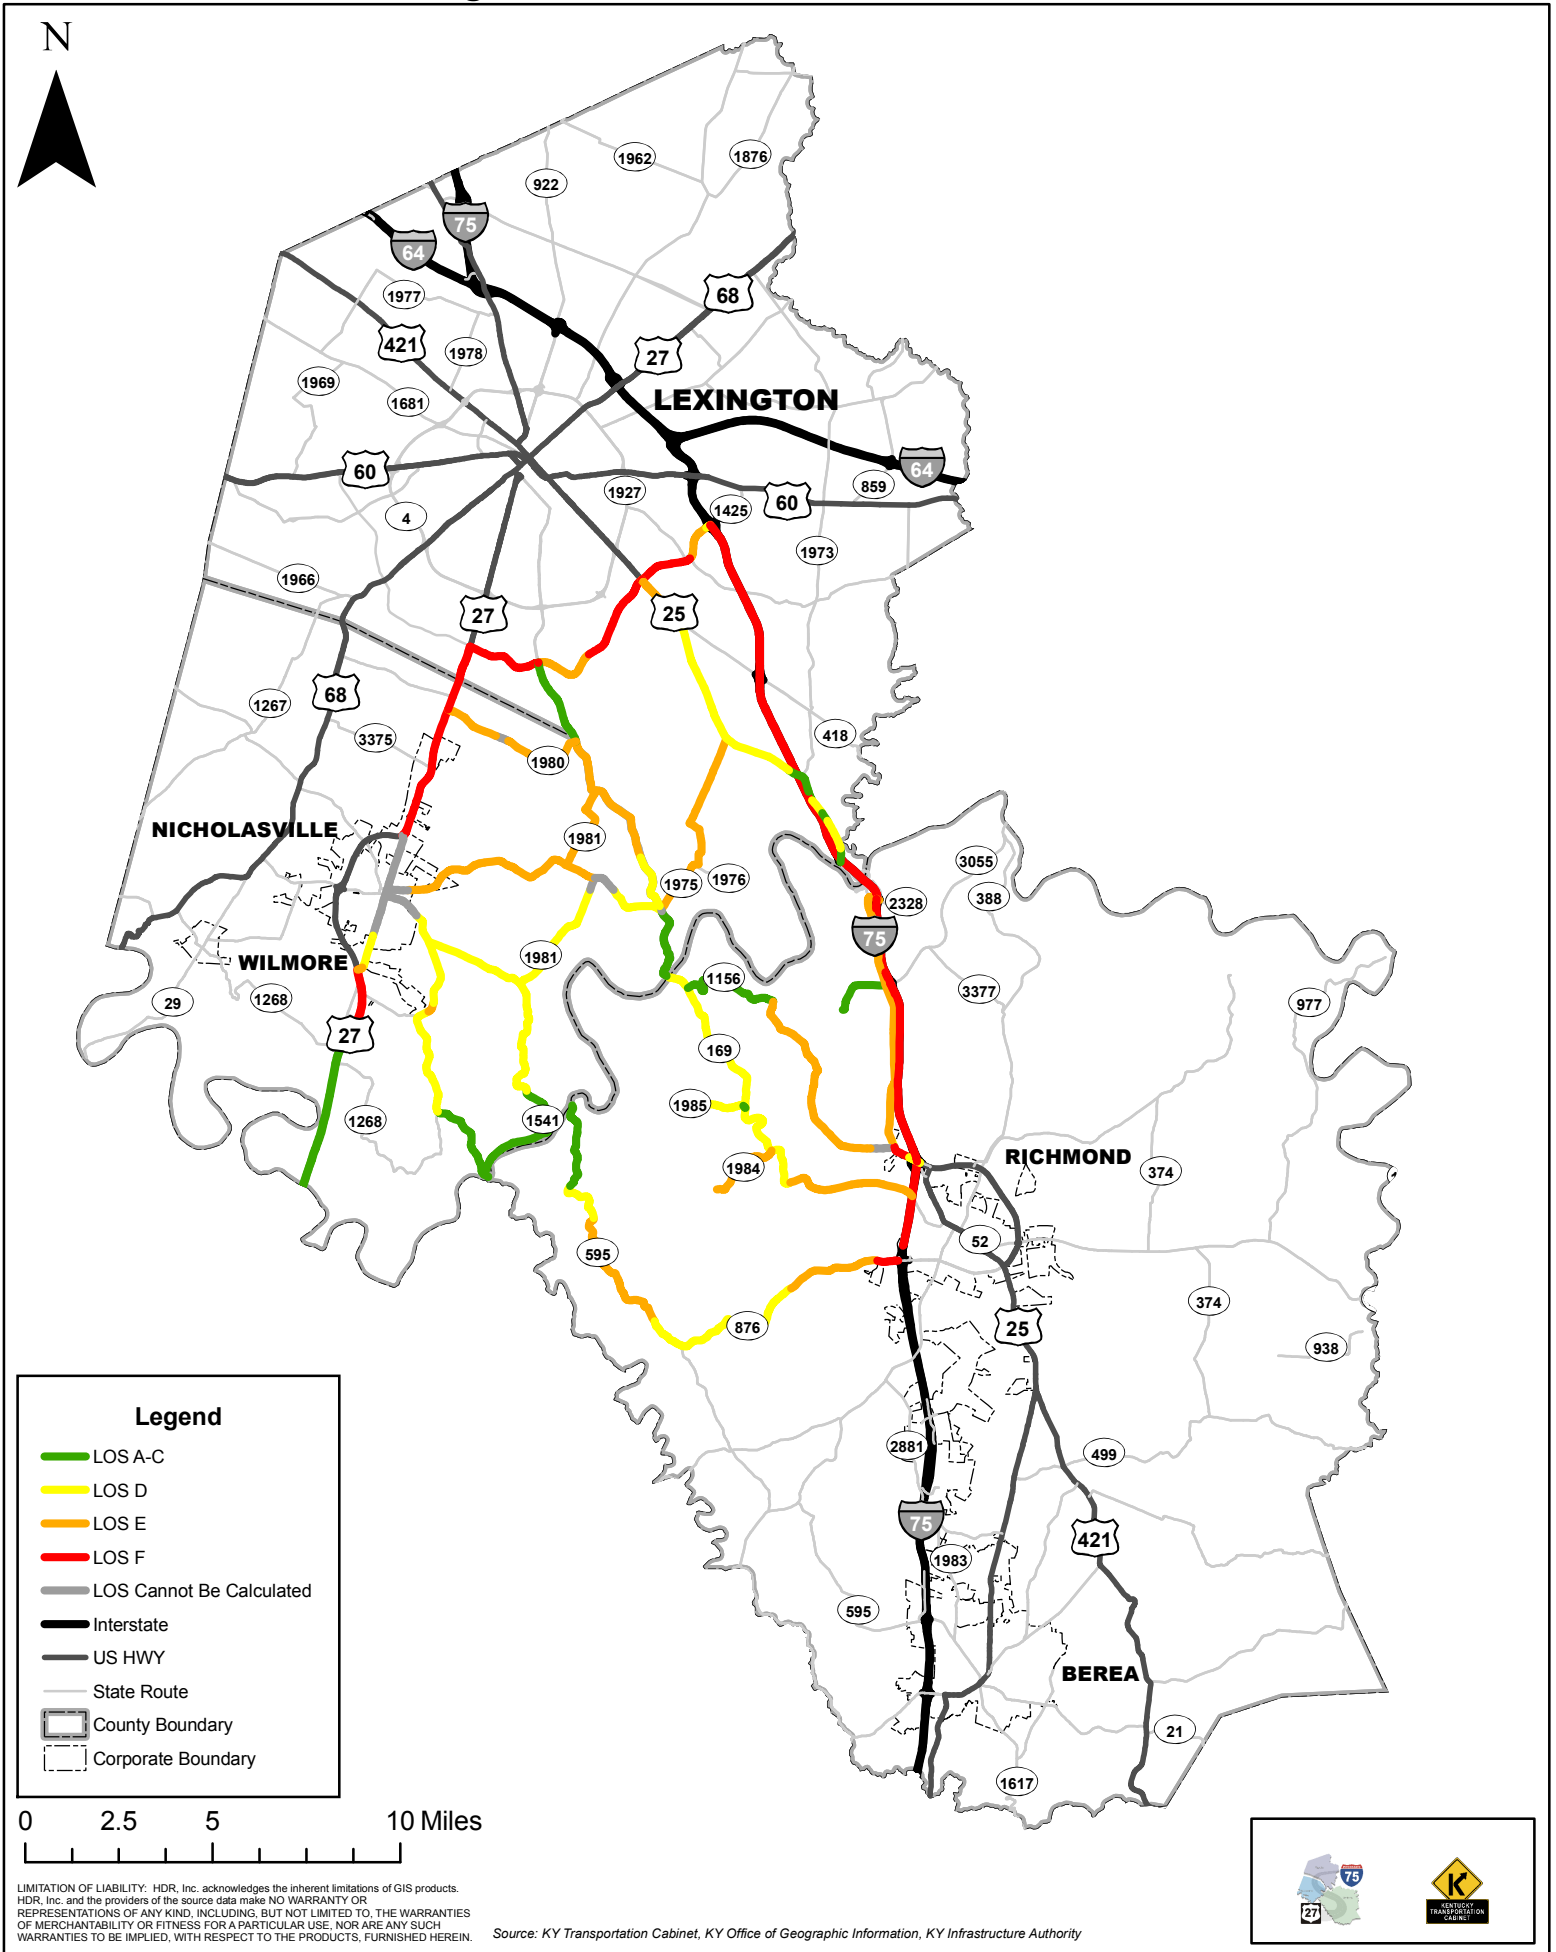 N
1962
1876
922
75
64
1977
68
421
1978
27
1969
1681
LEXINGTON
60
64
1927
859
60
4
1425
1973
1966
27
25
68
1267
3375
418
1980
NICHOLASVILLE
1981
3055
1975
1976
388
2328
75
WILMORE
1981
1156
29
1268
3377
977
27
169
1985
1268
1541
RICHMOND
1984
374
52
595
374
876
25
938
2881
499
75
421
1983
595
BEREA
21
1617
Legend
LOS A-C
LOS D
LOS E
LOS F
LOS Cannot Be Calculated
Interstate
US HWY
State Route
County Boundary
Corporate Boundary
0 2.5 5 10 Miles
LIMITATION OF LIABILITY: HDR, Inc. acknowledges the inherent limitations of GIS products.
HDR, Inc. and the providers of the source data make NO WARRANTY OR
REPRESENTATIONS OF ANY KIND, INCLUDING, BUT NOT LIMITED TO, THE WARRANTIES
OF MERCHANTABILITY OR FITNESS FOR A PARTICULAR USE, NOR ARE ANY SUCH
WARRANTIES TO BE IMPLIED, WITH RESPECT TO THE PRODUCTS, FURNISHED HEREIN.
Source: KY Transportation Cabinet, KY Office of Geographic Information, KY Infrastructure Authority
75
27
K
KENTUCKY
TRANSPORTATION
CABINET